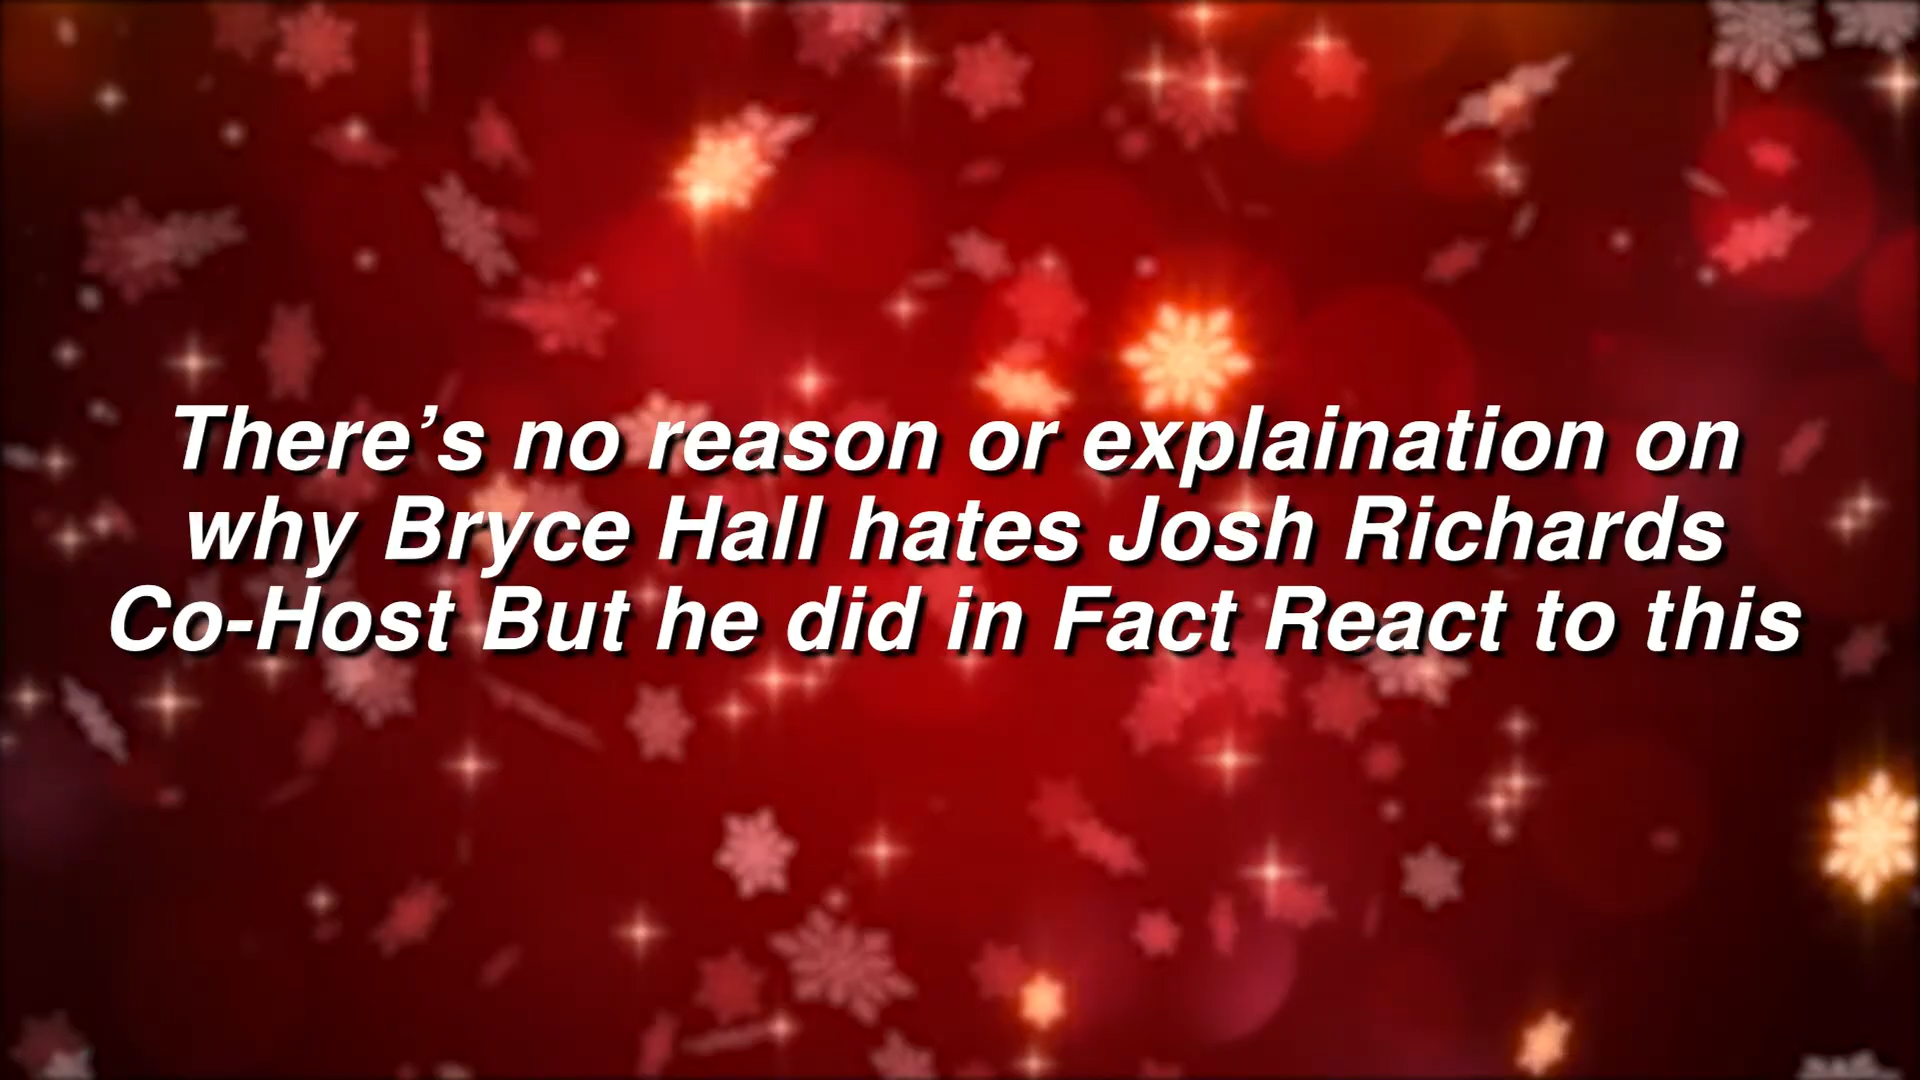 There’s no reason or explaination on
why Bryce Hall hates Josh Richards
Co-Host But he did in Fact React to this